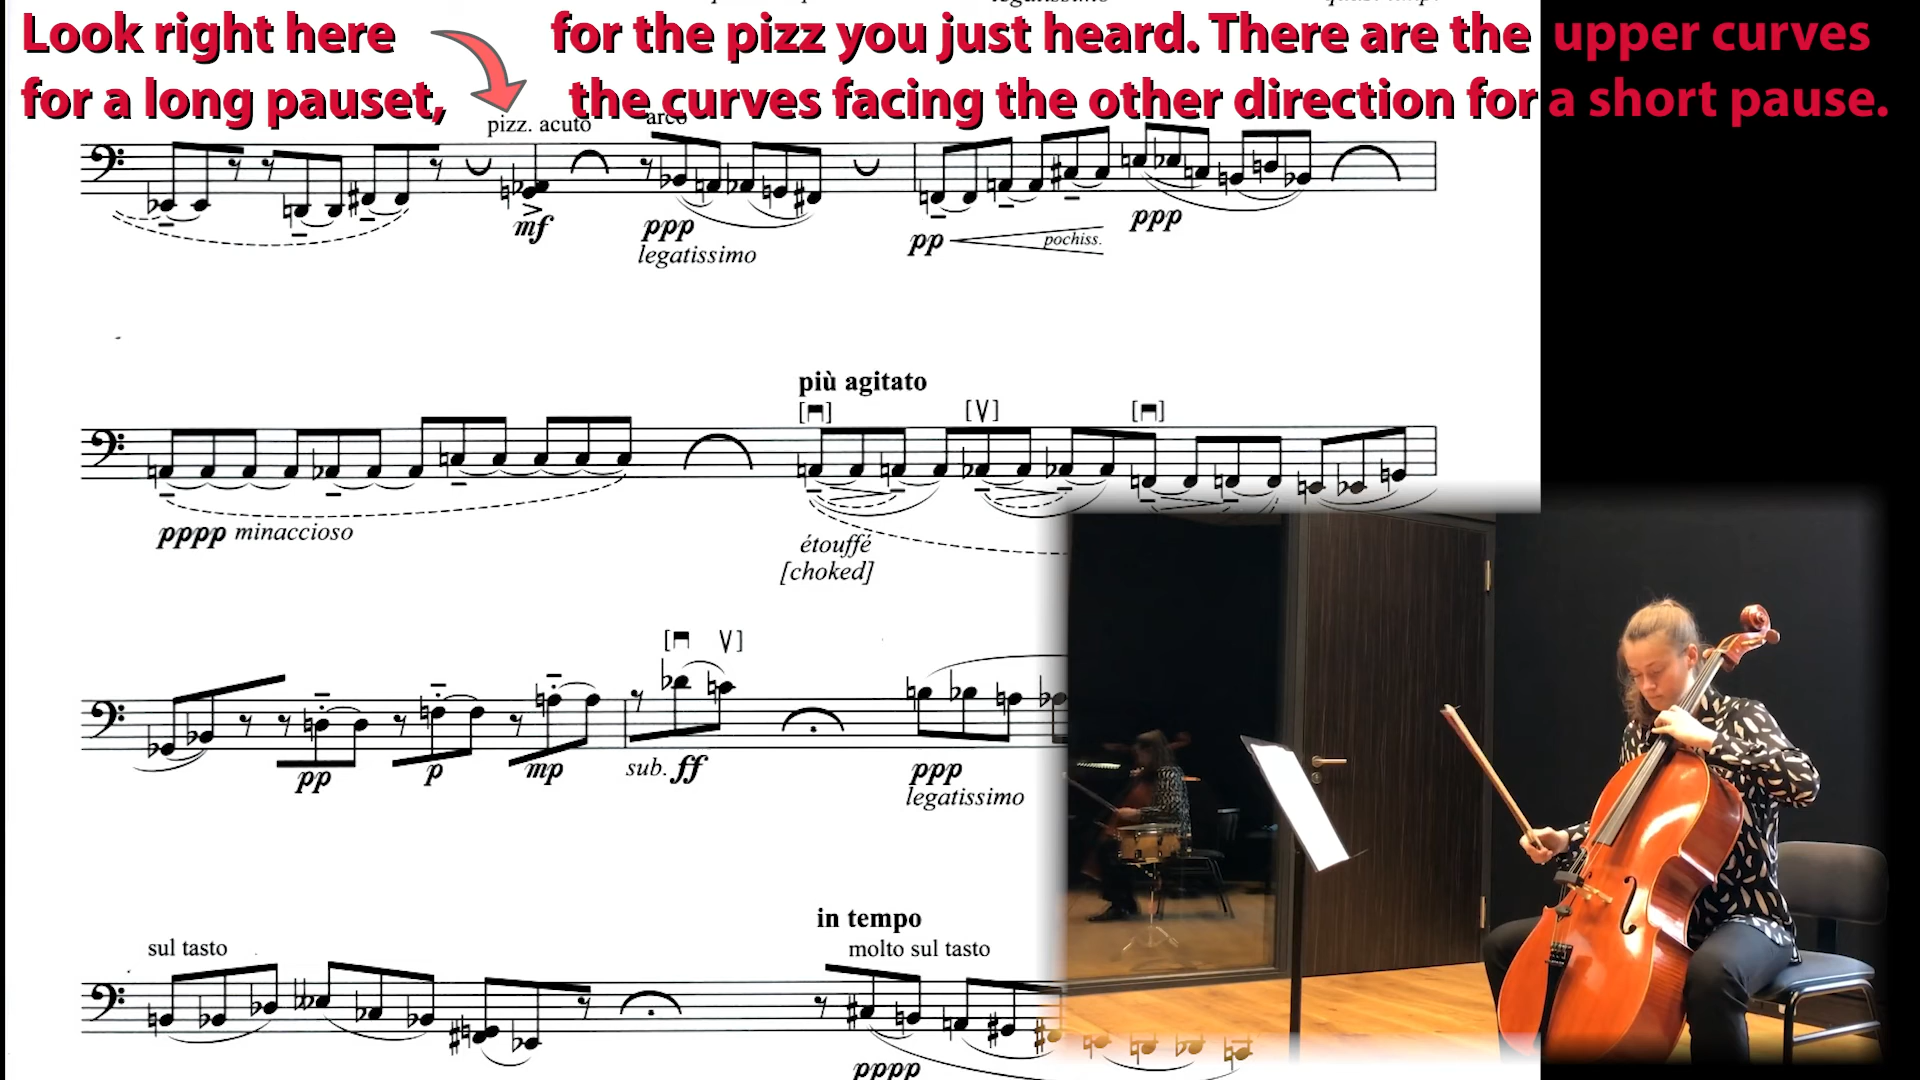 Look right here for the pizz you just heard. There are the upper curves
for a long pauset, the curves facing the other direction for a short pause.
pizz. acuto arco
mf ppp pp pochiss. ppp
legatissimo
più agitato
[V]
pppp minaccioso
étouffé
[choked]
[ V]
pp p mp sub. ff ppp
legatissimo
in tempo
sul tasto molto sul tasto
pppp